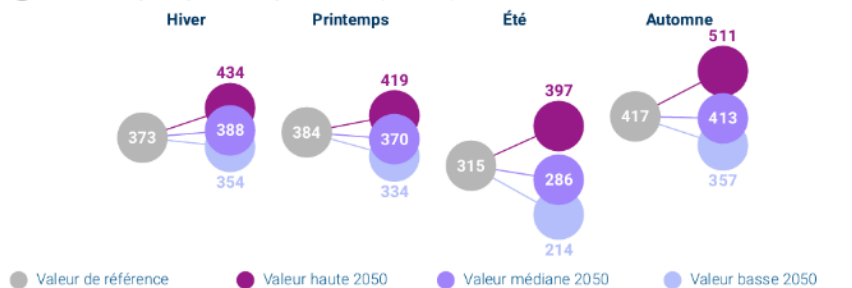 Hiver Printemps Été Automne
511
434 419 397
373 388 384 370 315 286 417 413
354 334 214 357
Valeur de référence Valeur haute 2050 Valeur médiane 2050 Valeur basse 2050